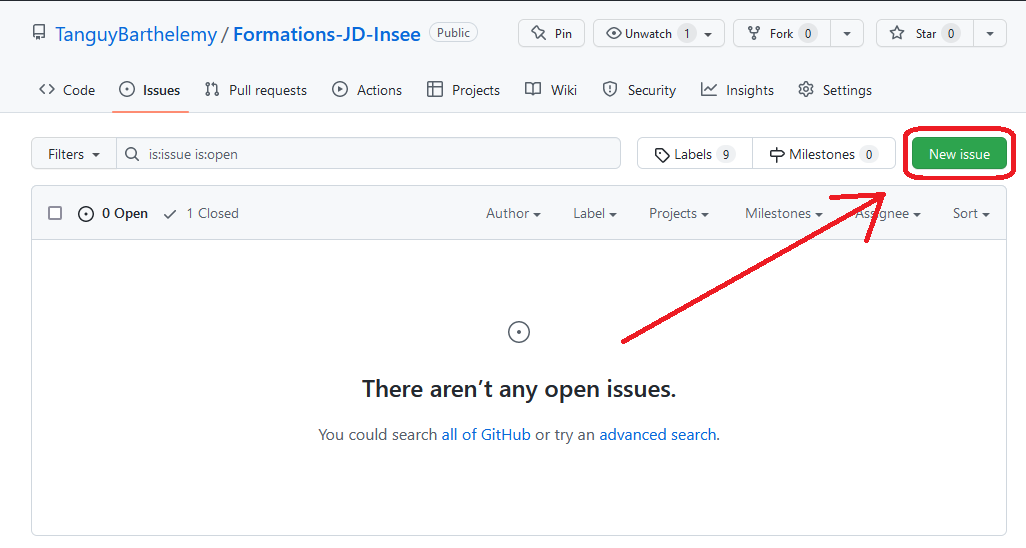 TanguyBarthelemy / Formations-JD-Insee Public Pin Unwatch 1 Fork 0 Star 0
Code Issues Pull requests Actions Projects Wiki Security Insights Settings
Filters is:issue is:open Labels 9 Milestones 0 New issue
0 Open 1 Closed Author Label Projects Milestones Assignee Sort
There aren’t any open issues.
You could search all of GitHub or try an advanced search.